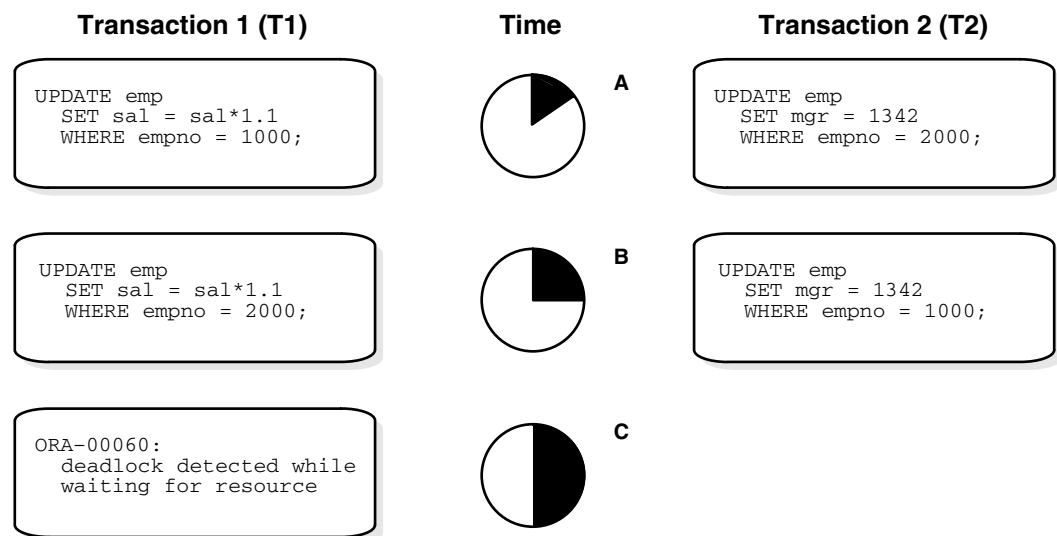 Transaction 1 (T1)
Time
Transaction 2 (T2)
UPDATE emp
SET sal = sal*1.1
WHERE empno = 1000;
A
UPDATE emp
SET mgr = 1342
WHERE empno = 2000;
UPDATE emp
SET sal = sal*1.1
WHERE empno = 2000;
B
UPDATE emp
SET mgr = 1342
WHERE empno = 1000;
ORA−00060:
deadlock detected while
waiting for resource
C